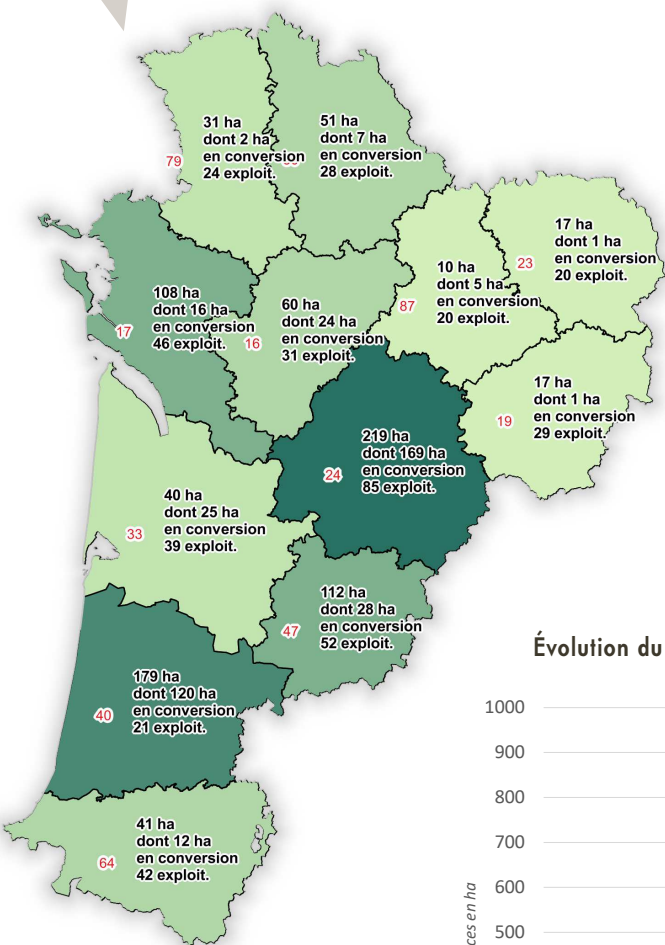 31 ha
dont 2 ha
en conversion
24 exploit.
79
51 ha
dont 7 ha
en conversion
28 exploit.
17 ha
dont 1 ha
en conversion
20 exploit.
23
10 ha
dont 5 ha
en conversion
20 exploit.
87
108 ha
dont 16 ha
en conversion
46 exploit.
17
60 ha
dont 24 ha
en conversion
31 exploit.
16
17 ha
dont 1 ha
en conversion
29 exploit.
19
219 ha
dont 169 ha
en conversion
85 exploit.
24
40 ha
dont 25 ha
en conversion
39 exploit.
33
112 ha
dont 28 ha
en conversion
52 exploit.
47
179 ha
dont 120 ha
en conversion
21 exploit.
40
41 ha
dont 12 ha
en conversion
42 exploit.
64
Évolution du
1000
900
800
700
600
500
ces en ha